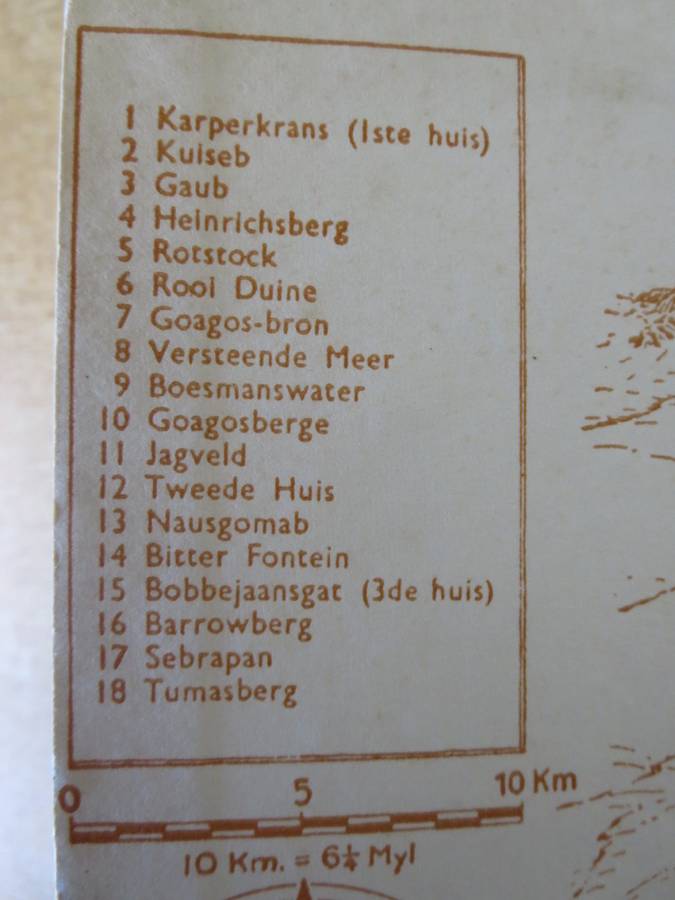 1 Karperkrans (1ste huis)
2 Kuiseb
3 Gaub
4 Heinrichsberg
5 Rotstock
6 Rooi Duine
7 Goagos-bron
8 Versteende Meer
9 Boesmanswater
10 Goagosberge
11 Jagveld
12 Tweede Huis
13 Nausgomab
14 Bitter Fontein
15 Bobbejaansgat (3de huis)
16 Barrowberg
17 Sebrapan
18 Tumasberg
0 5 10 Km
10 Km. = 6¼ Myl